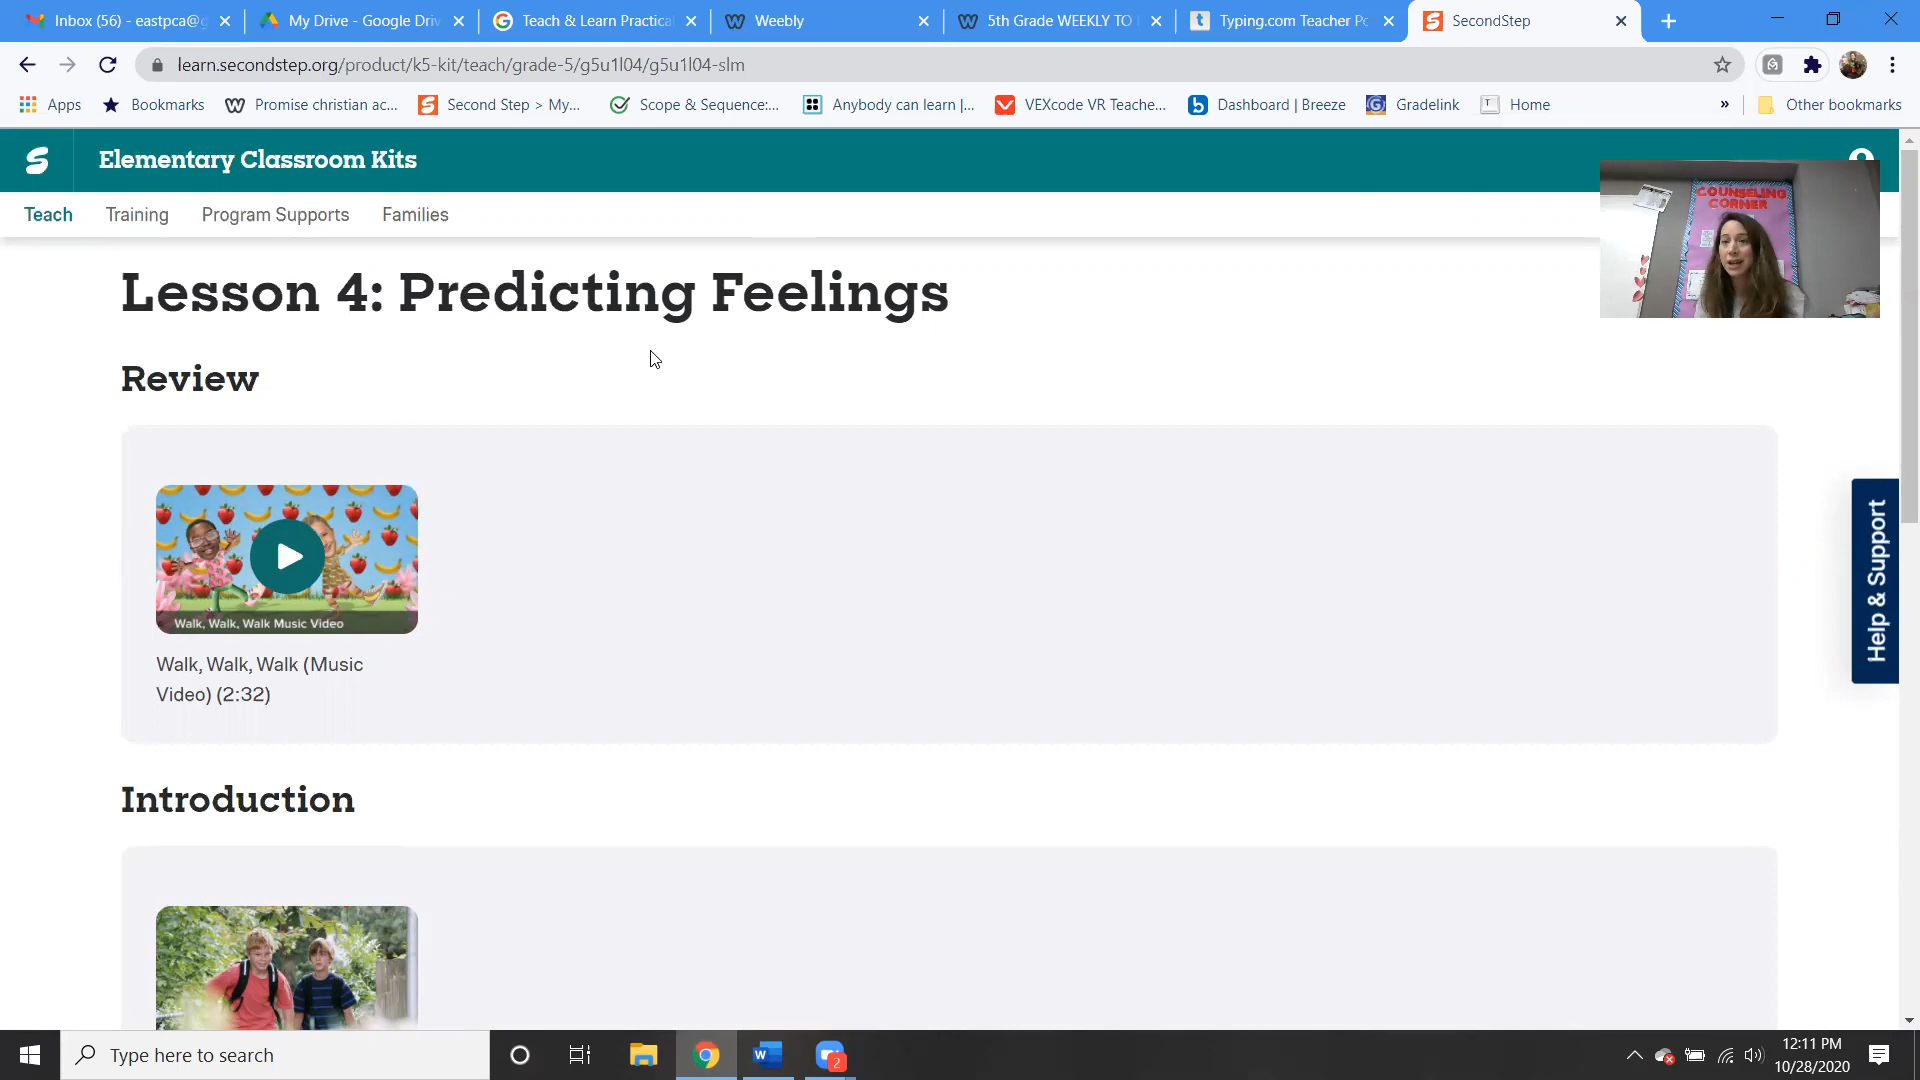 Inbox (56) - eastpca@g
My Drive - Google Driv
Teach & Learn Practica
Weebly
5th Grade WEEKLY TO
Typing.com Teacher Po
SecondStep
learn.secondstep.org/product/k5-kit/teach/grade-5/g5u1l04/g5u1l04-slm
Apps
Bookmarks
Promise christian ac...
Second Step > My...
Scope & Sequence:...
Anybody can learn |...
VEXcode VR Teache...
Dashboard | Breeze
Gradelink
Home
»
Other bookmarks
Elementary Classroom Kits
Teach
Training
Program Supports
Families
COUNSELING
CORNER
Lesson 4: Predicting Feelings
Review
Walk, Walk, Walk Music Video
Walk, Walk, Walk (Music
Video) (2:32)
Help & Support
Introduction
Type here to search
2
12:11 PM
10/28/2020